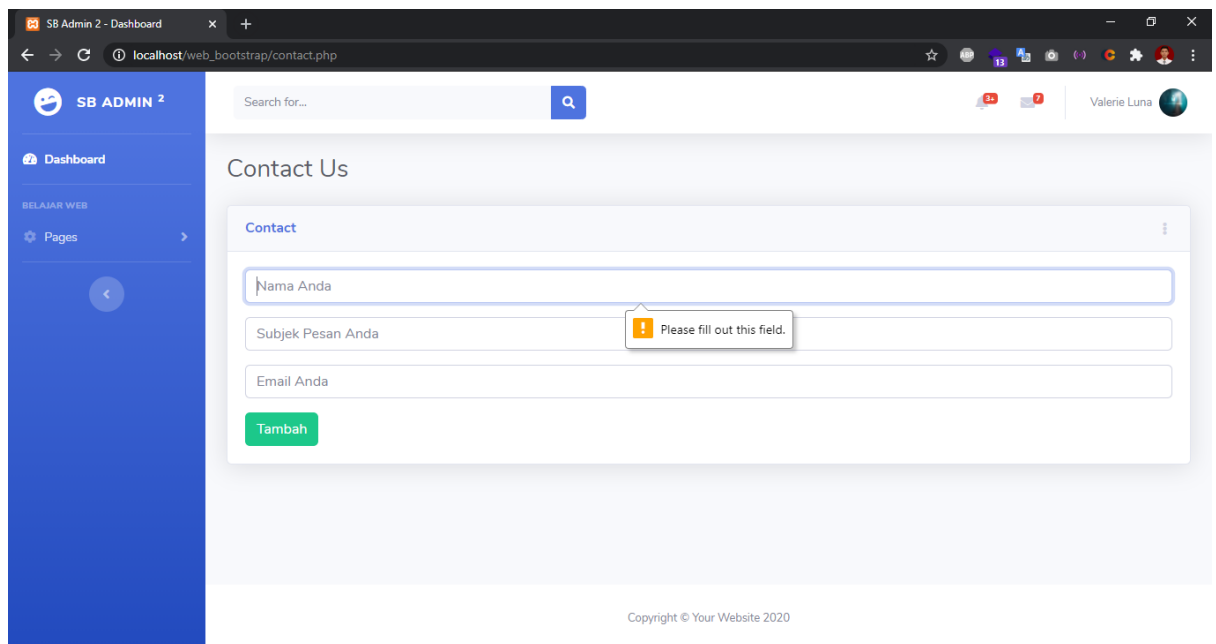 SB Admin 2 - Dashboard
localhost/web_bootstrap/contact.php
13
SB ADMIN 2
Search for...
3+
7
Valerie Luna
Dashboard
BELAJAR WEB
Pages
Contact Us
Contact
Nama Anda
Please fill out this field.
Subjek Pesan Anda
Email Anda
Tambah
Copyright © Your Website 2020